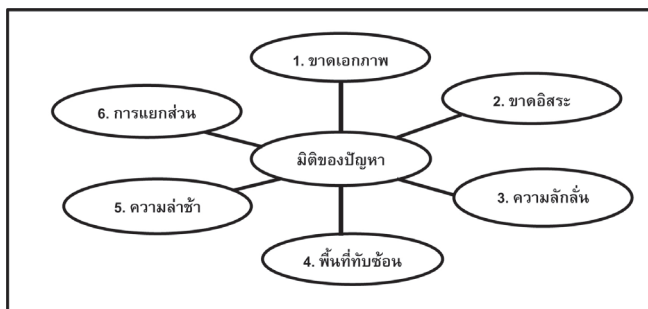 1. ขาดเอกภาพ
2. ขาดอิสระ
6. การแยกส่วน
มิติของปัญหา
3. ความลักลั่น
5. ความล่าช้า
4. พื้นที่ทับซ้อน